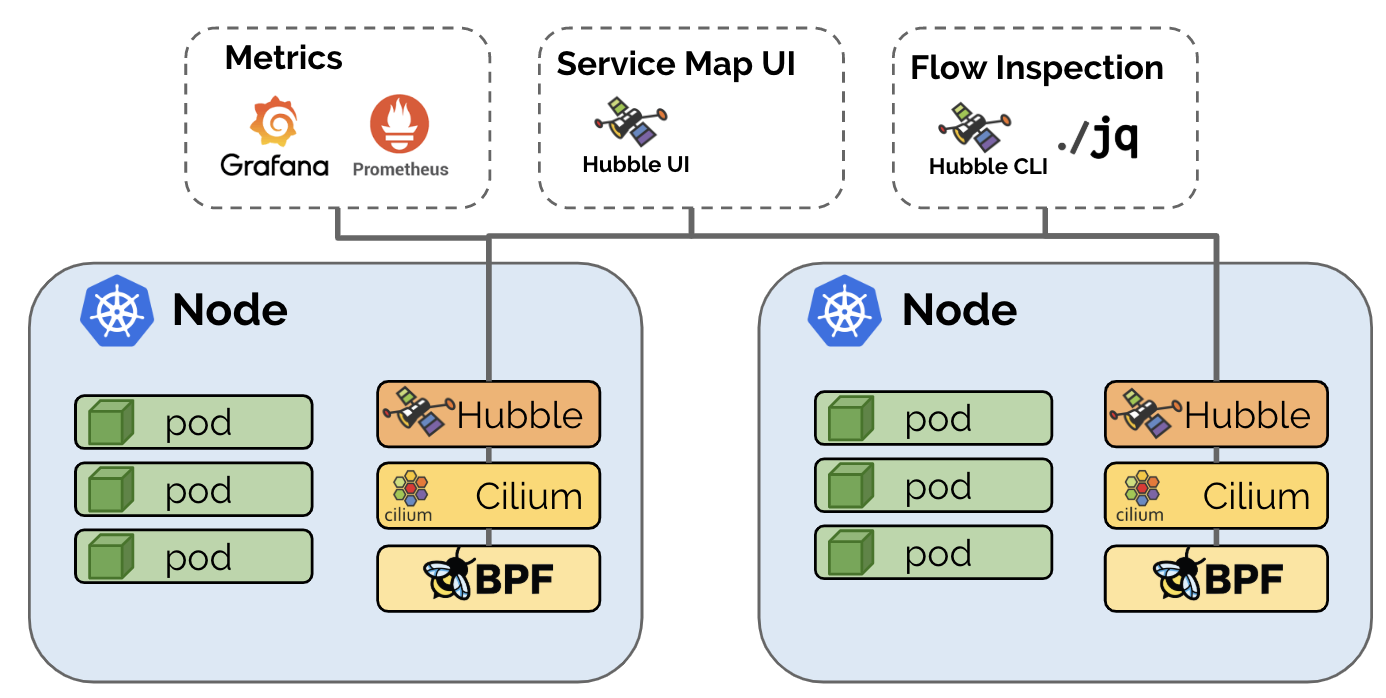 Metrics
Grafana
Prometheus
Service Map UI
Hubble UI
Flow Inspection
Hubble CLI
./jq
Node
pod
pod
pod
Hubble
cilium
Cilium
BPF
Node
pod
pod
pod
Hubble
cilium
Cilium
BPF